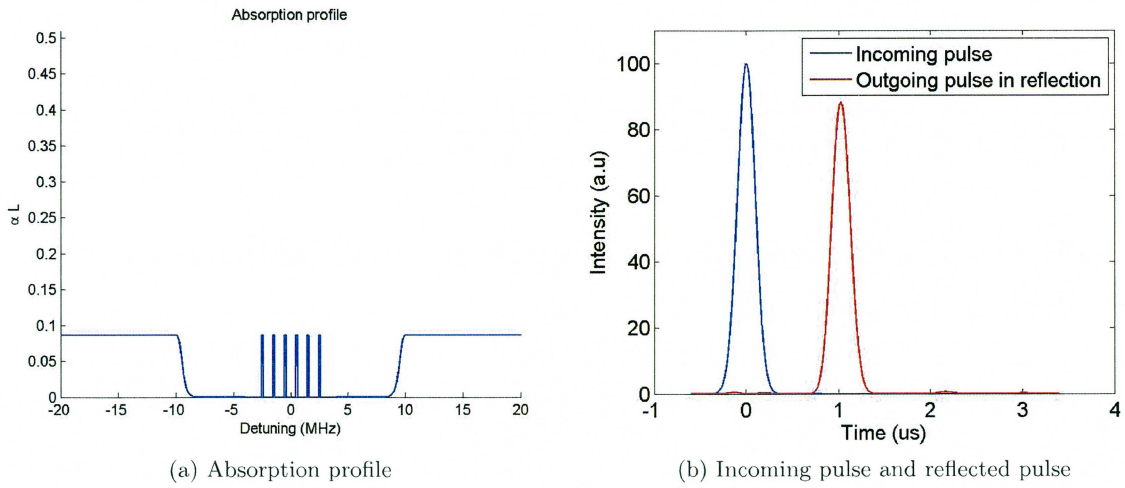 Absorption profile
0.5
0.45
0.4
0.35
0.3
0.25
0.2
0.15
0.1
0.05
0
α L
-20 -15 -10 -5 0 5 10 15 20
Detuning (MHz)
(a) Absorption profile
Incoming pulse
Outgoing pulse in reflection
100
80
60
40
20
0
Intensity (a.u)
-1 0 1 2 3 4
Time (us)
(b) Incoming pulse and reflected pulse